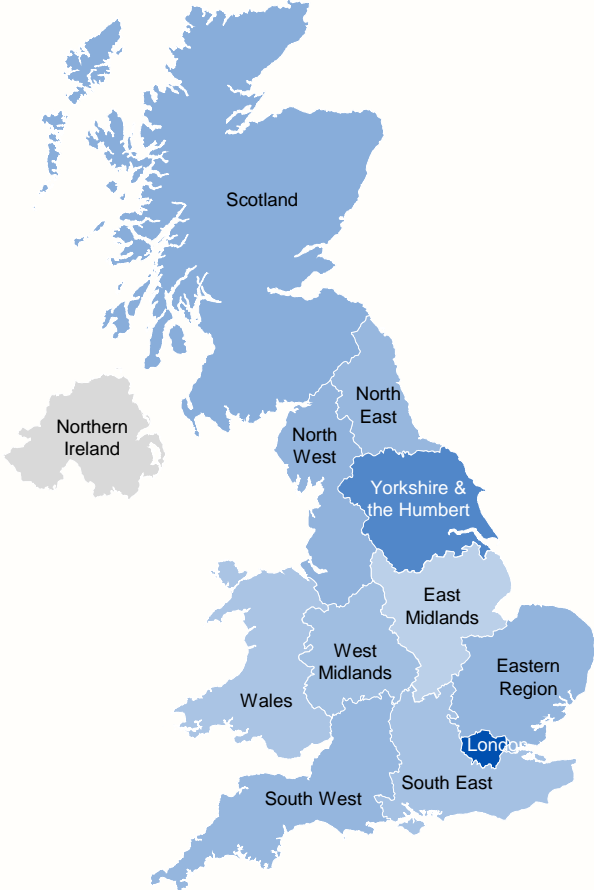 Scotland
North
East
Northern
Ireland
North
West
Yorkshire &
the Humbert
East
Midlands
West
Midlands
Eastern
Region
Wales
London
South East
South West